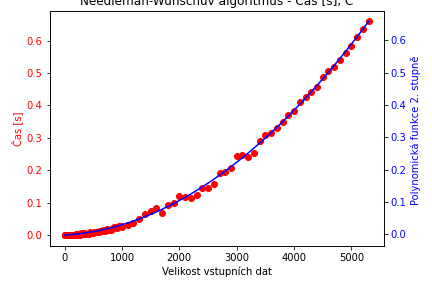 Needleman-Wunschův algoritmus - Čas [s], C
Čas [s]
0.6
0.5
0.4
0.3
0.2
0.1
0.0
0.6
0.5
0.4
0.3
0.2
0.1
0.0
Polynomická funkce 2. stupně
0 1000 2000 3000 4000 5000
Velikost vstupních dat